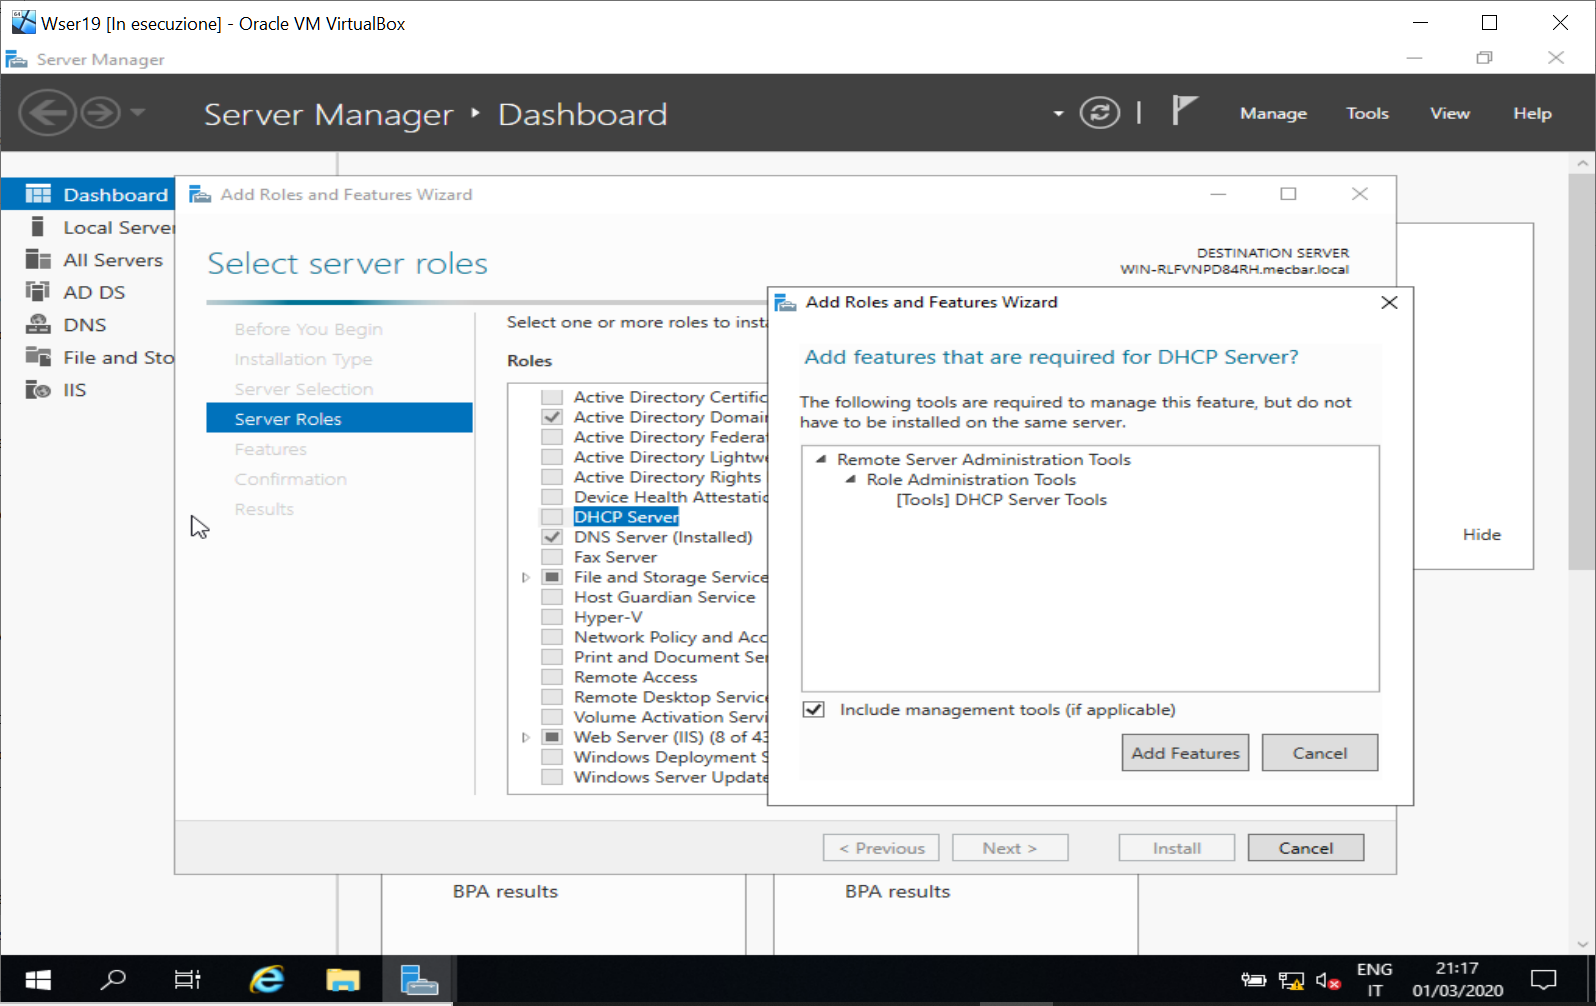 Wser19 [In esecuzione] - Oracle VM VirtualBox
Server Manager
Server Manager ‣ Dashboard
Manage
Tools
View
Help
Dashboard
Local Server
All Servers
AD DS
DNS
File and Sto
IIS
Add Roles and Features Wizard
Select server roles
DESTINATION SERVER
WIN-RLFVNPD84RH.mecbar.local
Before You Begin
Installation Type
Server Selection
Server Roles
Features
Confirmation
Results
Select one or more roles to insta
Roles
Active Directory Certific
Active Directory Domai
Active Directory Federat
Active Directory Lightwe
Active Directory Rights
Device Health Attestatic
DHCP Server
DNS Server (Installed)
Fax Server
File and Storage Service
Host Guardian Service
Hyper-V
Network Policy and Acc
Print and Document Ser
Remote Access
Remote Desktop Service
Volume Activation Servi
Web Server (IIS) (8 of 43
Windows Deployment S
Windows Server Update
Add Roles and Features Wizard
Add features that are required for DHCP Server?
The following tools are required to manage this feature, but do not
have to be installed on the same server.
Remote Server Administration Tools
Role Administration Tools
[Tools] DHCP Server Tools
Include management tools (if applicable)
Add Features
Cancel
Hide
< Previous
Next >
Install
Cancel
BPA results
BPA results
ENG
IT
21:17
01/03/2020